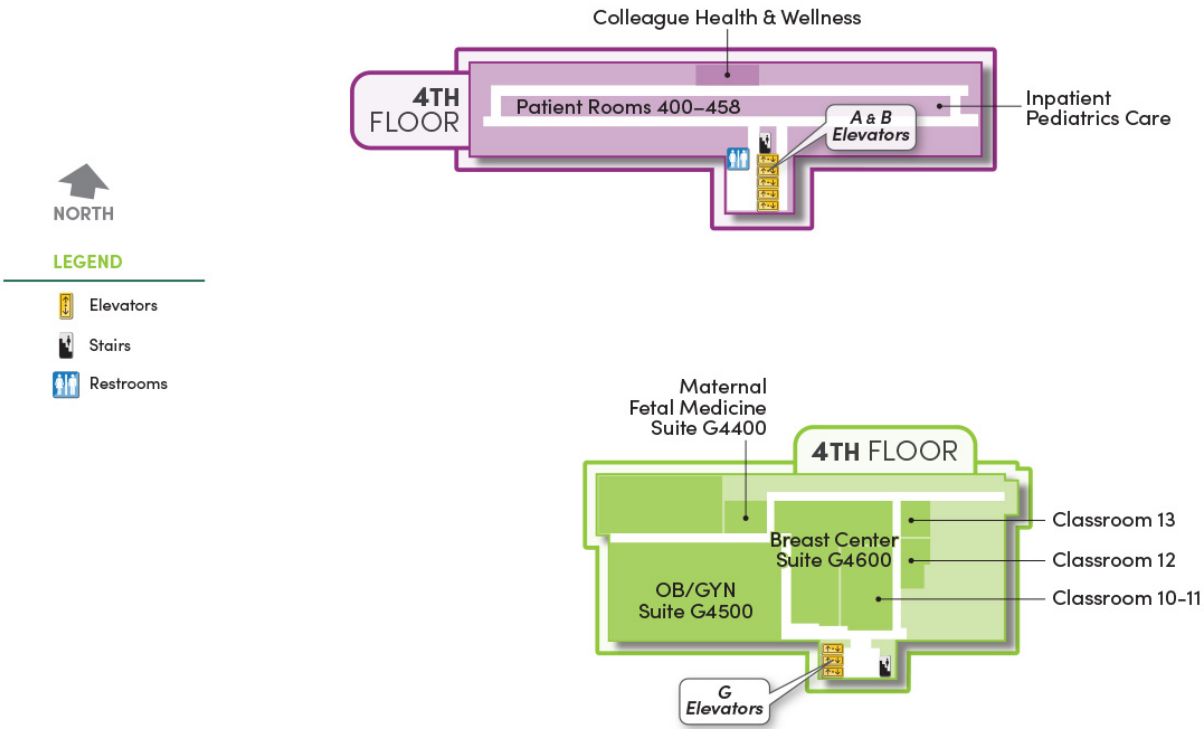 Colleague Health & Wellness
4TH
FLOOR
Patient Rooms 400–458
A & B
Elevators
Inpatient
Pediatrics Care
NORTH
LEGEND
Elevators
Stairs
Restrooms
Maternal
Fetal Medicine
Suite G4400
4TH FLOOR
Breast Center
Suite G4600
OB/GYN
Suite G4500
Classroom 13
Classroom 12
Classroom 10-11
G
Elevators